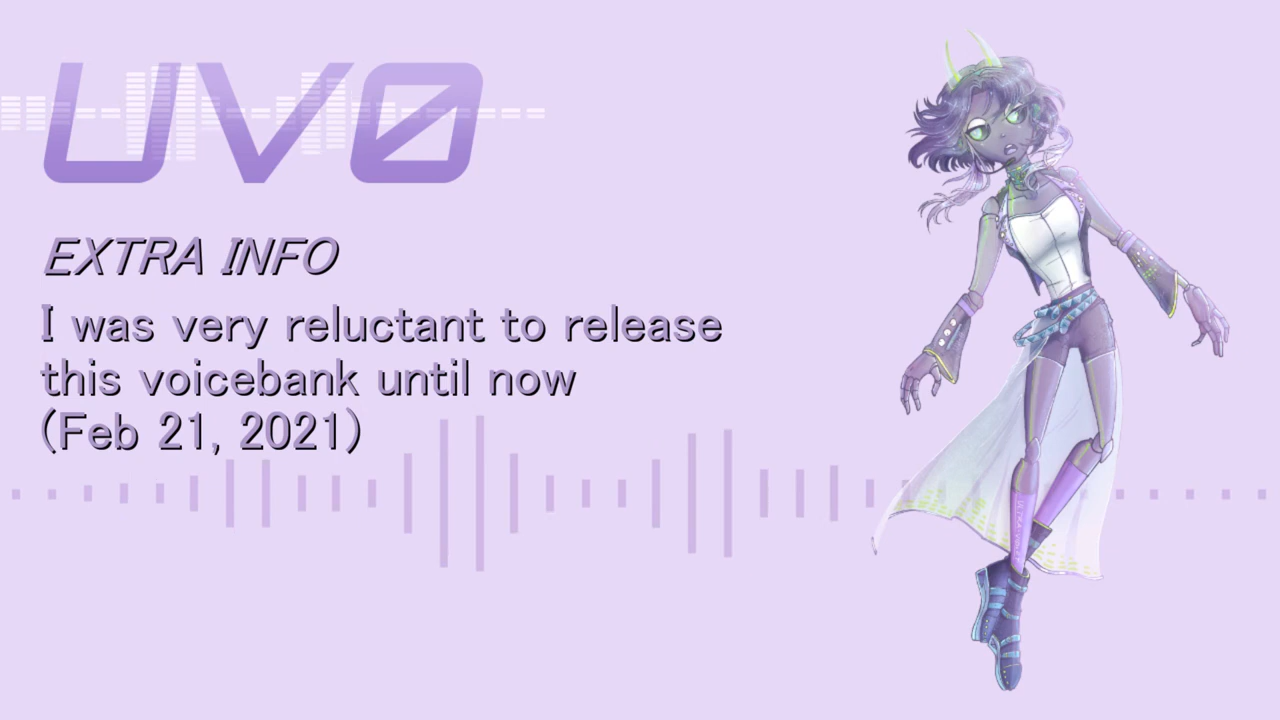 UV0
EXTRA INFO
I was very reluctant to release
this voicebank until now
(Feb 21, 2021)